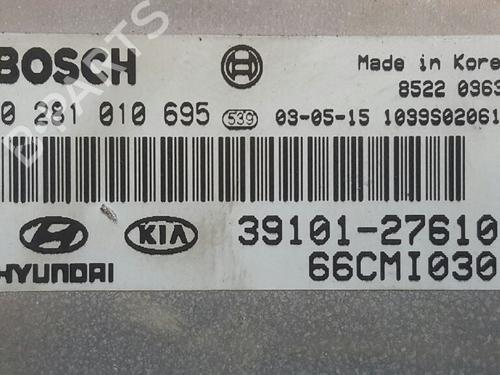 BOSCH
Made in Kore
8522 0363
0 281 010 695 539 03-05-15 1039S02061
HYUNDAI
KIA
39101-27610
66CMI030
B-PARTS